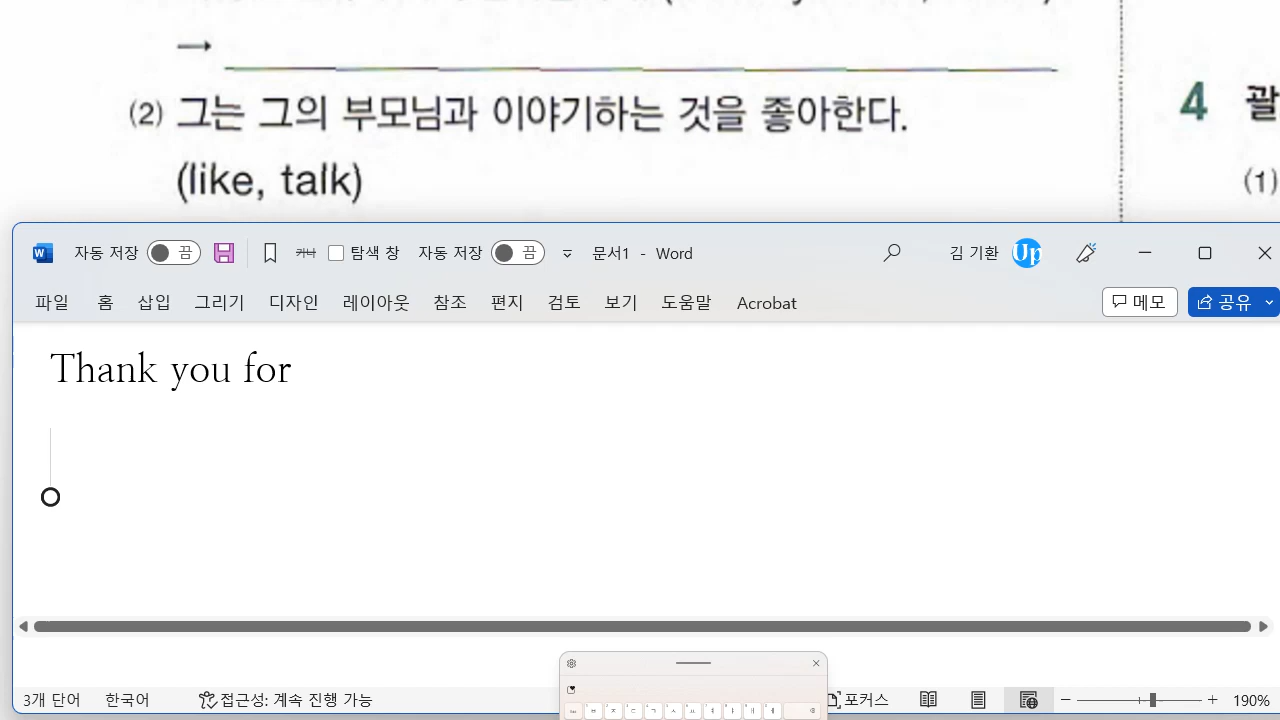 →
(2) 그는 그의 부모님과 이야기하는 것을 좋아한다.
(like, talk)
4 괄
(1)
자동 저장 끔 탐색 창 자동 저장 끔 문서1 - Word 김 기환 Up
파일 홈 삽입 그리기 디자인 레이아웃 참조 편지 검토 보기 도움말 Acrobat 메모 공유
Thank you for
3개 단어 한국어 접근성: 계속 진행 가능 포커스 190%